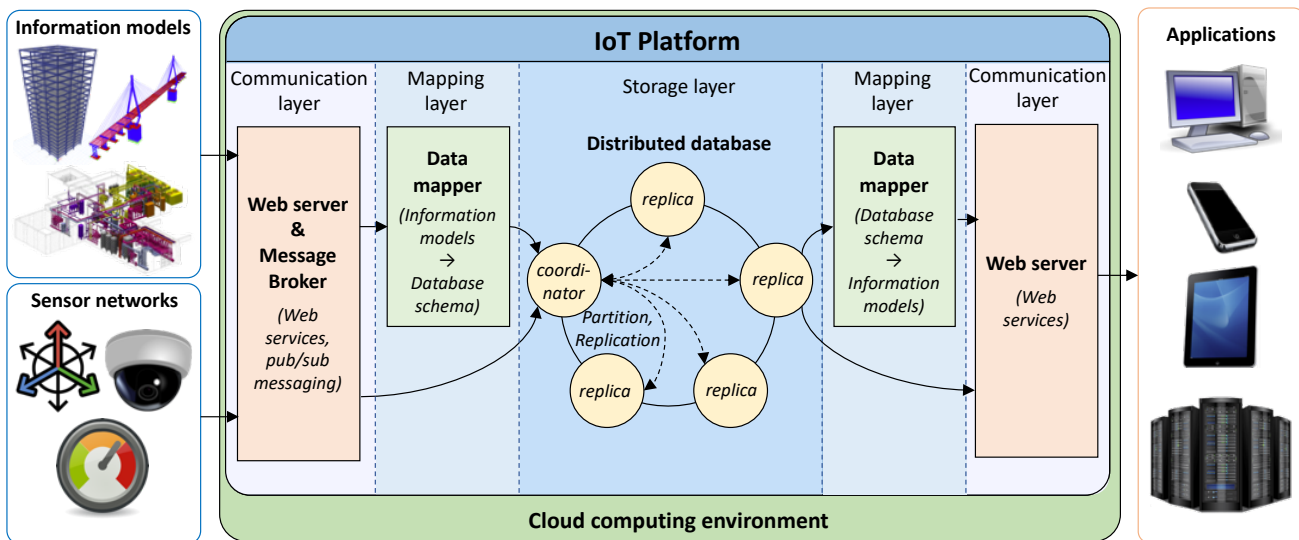 Information models
Sensor networks
IoT Platform
Communication
layer
Web server
&
Message
Broker
(Web
services,
pub/sub
messaging)
Mapping
layer
Data
mapper
(Information
models
→
Database
schema)
Storage layer
Distributed database
replica
coordi-
nator
replica
Partition,
Replication
replica
replica
Mapping
layer
Data
mapper
(Database
schema
→
Information
models)
Communication
layer
Web server
(Web
services)
Cloud computing environment
Applications